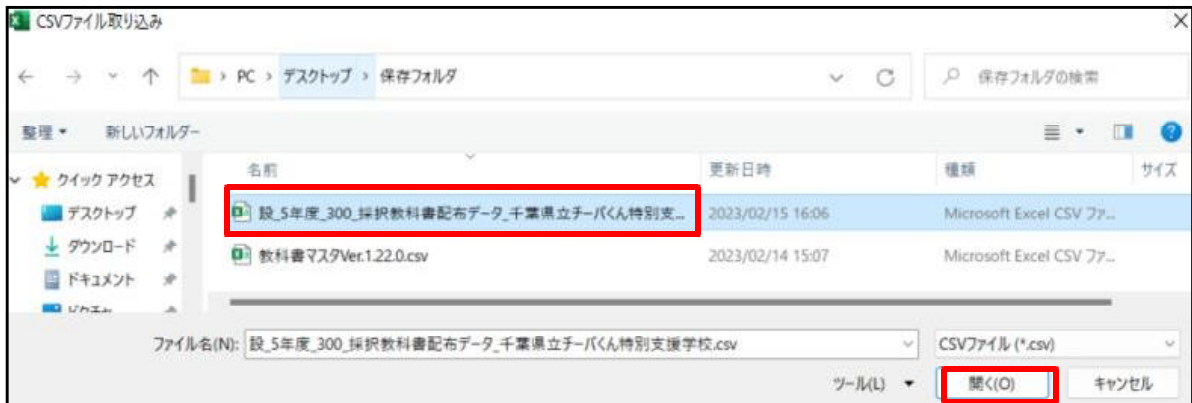 CSVファイル取り込み
PC > デスクトップ > 保存フォルダ
保存フォルダの検索
整理 新しいフォルダー
名前 更新日時 種類 サイズ
クイック アクセス
デスクトップ
ダウンロード
ドキュメント
ピクチャ
設_5年度_300_採択教科書配布データ_千葉県立チーバくん特別支... 2023/02/15 16:06 Microsoft Excel CSV ファ...
教科書マスタVer.1.22.0.csv 2023/02/14 15:07 Microsoft Excel CSV ファ...
ファイル名(N): 設_5年度_300_採択教科書配布データ_千葉県立チーバくん特別支援学校.csv
CSVファイル (*.csv)
ツール(L) 開く(O) キャンセル